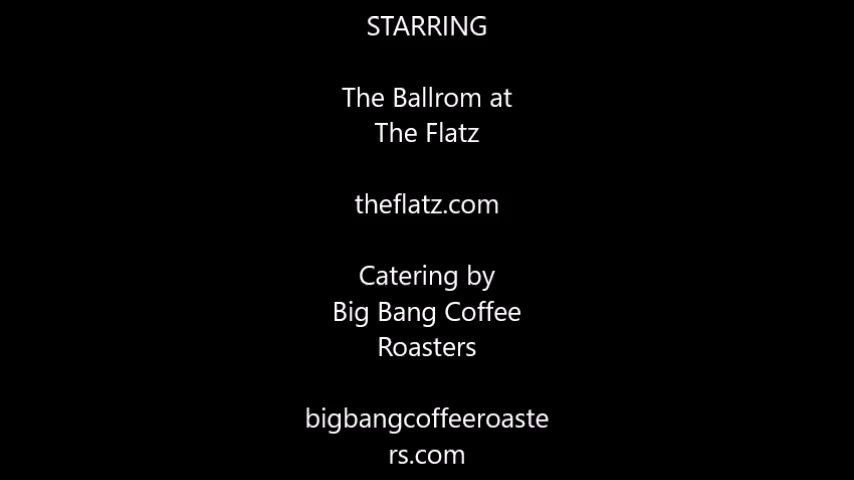 STARRING
The Ballrom at
The Flatz
theflatz.com
Catering by
Big Bang Coffee
Roasters
bigbangcoffeeroaste
rs.com